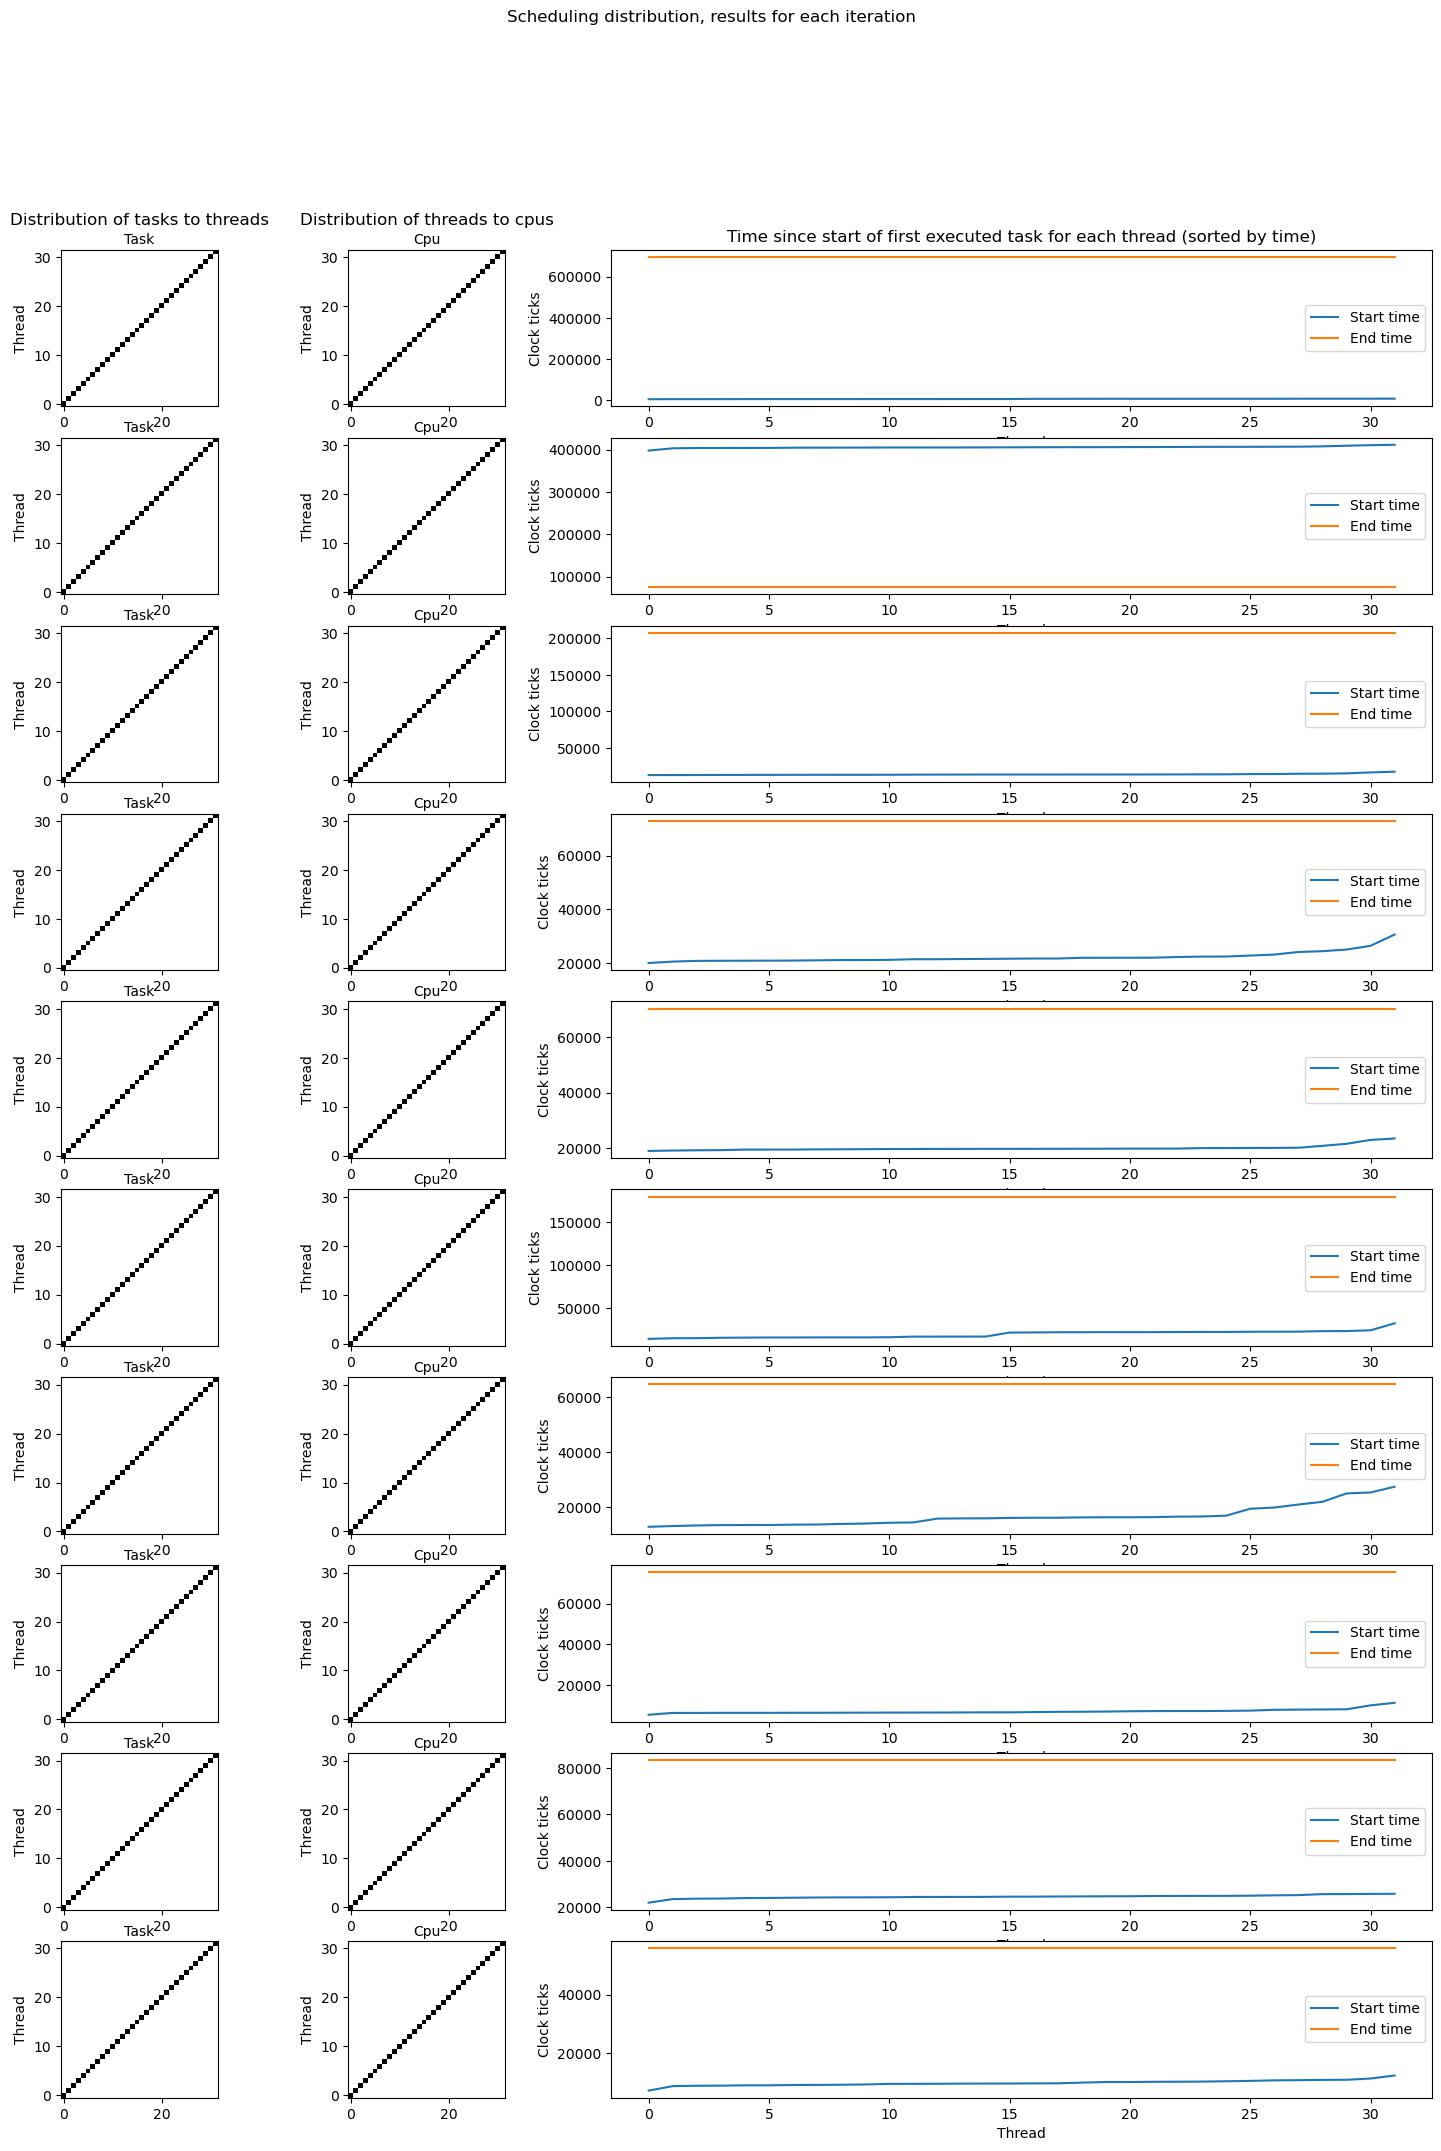 Scheduling distribution, results for each iteration
Distribution of tasks to threads
Task
Thread
30
20
10
0
0 20
Distribution of threads to cpus
Cpu
Thread
30
20
10
0
0 20
Time since start of first executed task for each thread (sorted by time)
Clock ticks
600000
400000
200000
0
Start time
End time
0 5 10 15 20 25 30
Task
Thread
30
20
10
0
0 20
Cpu
Thread
30
20
10
0
0 20
Clock ticks
400000
300000
200000
100000
Start time
End time
0 5 10 15 20 25 30
Task
Thread
30
20
10
0
0 20
Cpu
Thread
30
20
10
0
0 20
Clock ticks
200000
150000
100000
50000
Start time
End time
0 5 10 15 20 25 30
Task
Thread
30
20
10
0
0 20
Cpu
Thread
30
20
10
0
0 20
Clock ticks
60000
40000
20000
Start time
End time
0 5 10 15 20 25 30
Task
Thread
30
20
10
0
0 20
Cpu
Thread
30
20
10
0
0 20
Clock ticks
60000
40000
20000
Start time
End time
0 5 10 15 20 25 30
Task
Thread
30
20
10
0
0 20
Cpu
Thread
30
20
10
0
0 20
Clock ticks
150000
100000
50000
Start time
End time
0 5 10 15 20 25 30
Task
Thread
30
20
10
0
0 20
Cpu
Thread
30
20
10
0
0 20
Clock ticks
60000
40000
20000
Start time
End time
0 5 10 15 20 25 30
Task
Thread
30
20
10
0
0 20
Cpu
Thread
30
20
10
0
0 20
Clock ticks
60000
40000
20000
Start time
End time
0 5 10 15 20 25 30
Task
Thread
30
20
10
0
0 20
Cpu
Thread
30
20
10
0
0 20
Clock ticks
80000
60000
40000
20000
Start time
End time
0 5 10 15 20 25 30
Task
Thread
30
20
10
0
0 20
Cpu
Thread
30
20
10
0
0 20
Clock ticks
40000
20000
Start time
End time
0 5 10 15 20 25 30
Thread